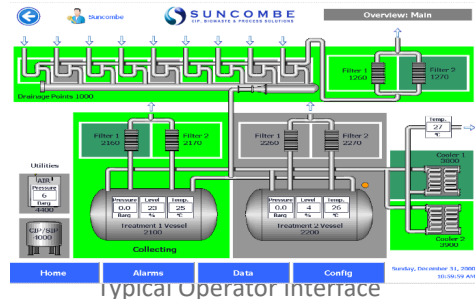 Suncombe
SUNCOMBE
C.I.P., BIOWASTE & PROCESS SOLUTIONS
Overview: Main
Drainage Points 1000
Filter 1
1260
Filter 2
1270
Temp.
27
℃
Filter 1
2160
Filter 2
2170
Filter 1
2260
Filter 2
2270
Cooler 1
3800
Utilities
AIR
Pressure
6
Barg
4400
CIP/SIP
4000
Pressure
0.0
Barg
Level
23
%
Temp.
25
℃
Treatment 1 Vessel
2100
Collecting
Pressure
0.0
Barg
Level
4
%
Temp.
26
℃
Treatment 2 Vessel
2200
Cooler 2
3900
Home
Alarms
Data
Config
Sunday, December 31, 2000
10:59:59 AM
Typical Operator Interface